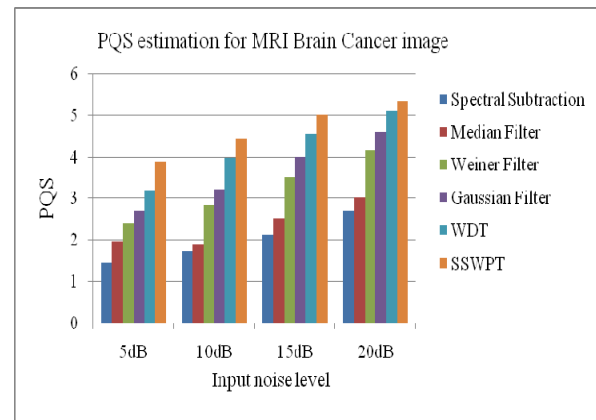 PQS estimation for MRI Brain Cancer image
6
5
4
3
2
1
0
PQS
5dB
10dB
15dB
20dB
Input noise level
Spectral Subtraction
Median Filter
Weiner Filter
Gaussian Filter
WDT
SSWPT